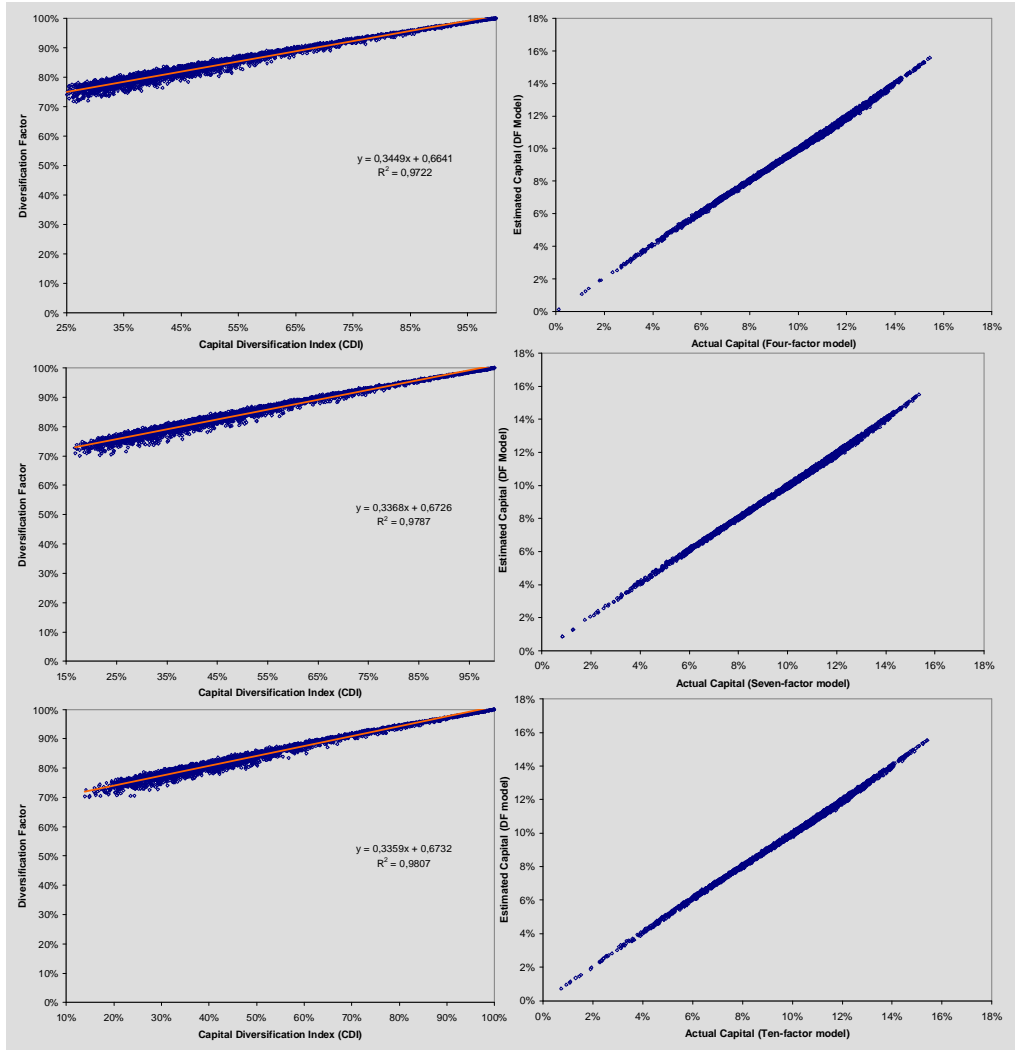 100%
90%
80%
70%
60%
50%
40%
30%
20%
10%
0%
Diversification Factor
y = 0,3449x + 0,6641
R² = 0,9722
25% 35% 45% 55% 65% 75% 85% 95%
Capital Diversification Index (CDI)
18%
16%
14%
12%
10%
8%
6%
4%
2%
0%
Estimated Capital (DF Model)
0% 2% 4% 6% 8% 10% 12% 14% 16% 18%
Actual Capital (Four-factor model)
100%
90%
80%
70%
60%
50%
40%
30%
20%
10%
0%
Diversification Factor
y = 0,3368x + 0,6726
R² = 0,9787
15% 25% 35% 45% 55% 65% 75% 85% 95%
Capital Diversification Index (CDI)
18%
16%
14%
12%
10%
8%
6%
4%
2%
0%
Estimated Capital (DF Model)
0% 2% 4% 6% 8% 10% 12% 14% 16% 18%
Actual Capital (Seven-factor model)
100%
90%
80%
70%
60%
50%
40%
30%
20%
10%
0%
Diversification Factor
y = 0,3359x + 0,6732
R² = 0,9807
10% 20% 30% 40% 50% 60% 70% 80% 90% 100%
Capital Diversification Index (CDI)
18%
16%
14%
12%
10%
8%
6%
4%
2%
0%
Estimated Capital (DF model)
0% 2% 4% 6% 8% 10% 12% 14% 16% 18%
Actual Capital (Ten-factor model)